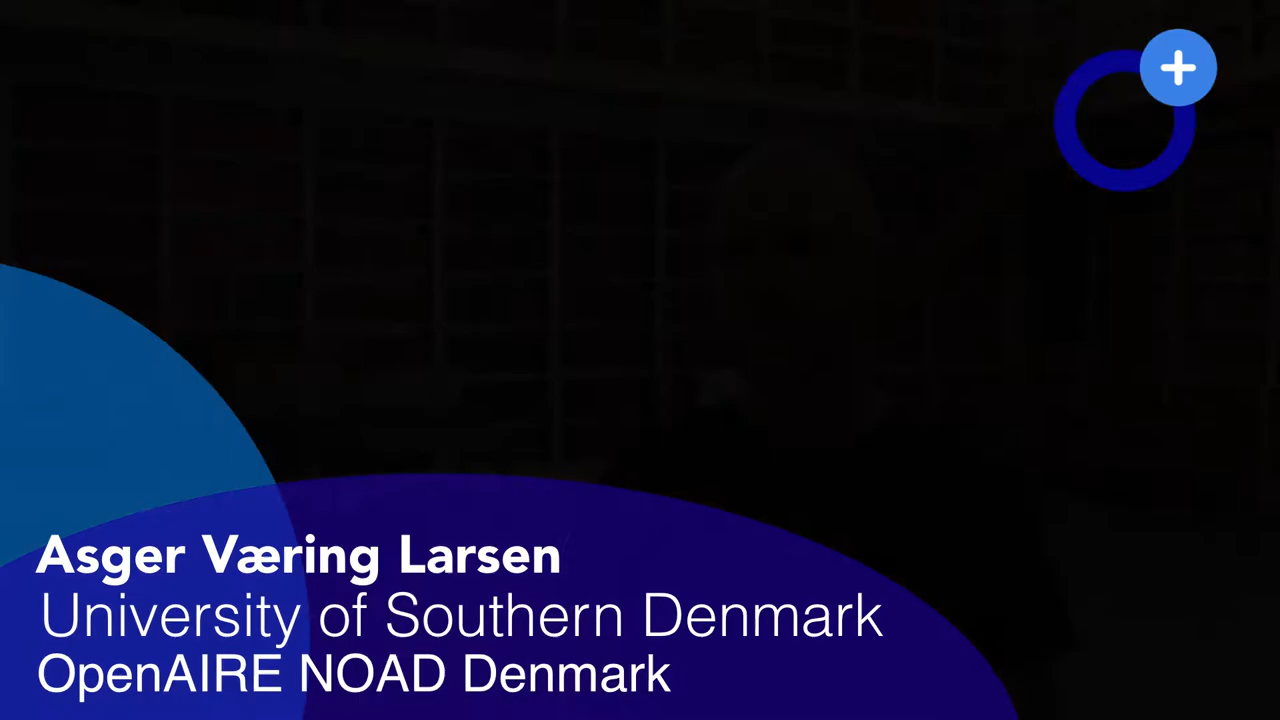 Asger Væring Larsen
University of Southern Denmark
OpenAIRE NOAD Denmark